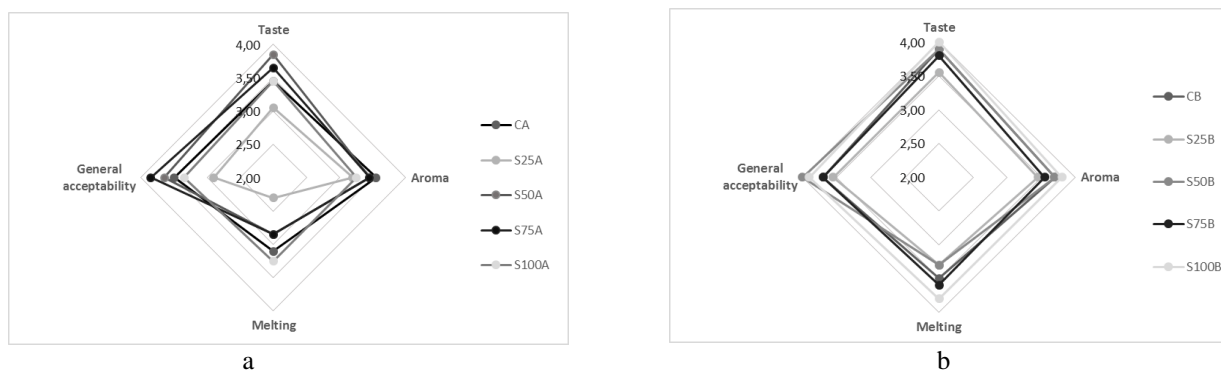 Taste
4,00
3,50
3,00
2,50
2,00
General
acceptability
Aroma
Melting
CA
S25A
S50A
S75A
S100A
a
Taste
4,00
3,50
3,00
2,50
2,00
General
acceptability
Aroma
Melting
CB
S25B
S50B
S75B
S100B
b